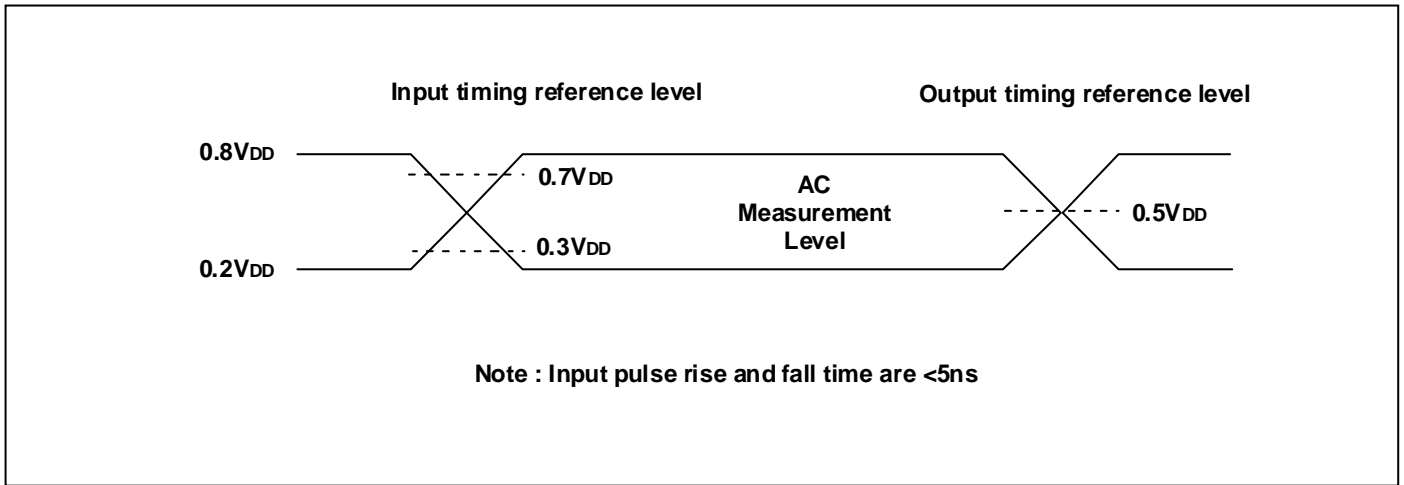 Input timing reference level
Output timing reference level
0.8VDD
0.7VDD
AC
Measurement
Level
0.5VDD
0.3VDD
0.2VDD
Note : Input pulse rise and fall time are <5ns